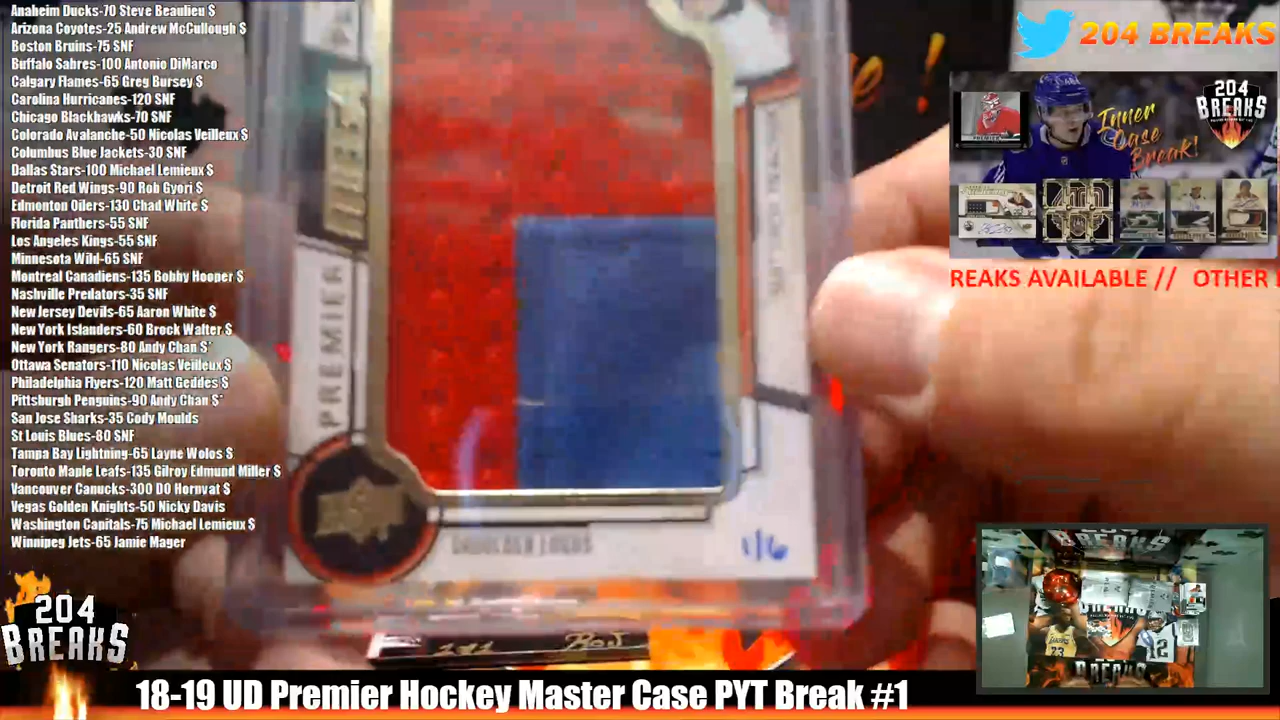 Anaheim Ducks-70 Steve Beaulieu $
Arizona Coyotes-25 Andrew McCullough $
Boston Bruins-75 SNF
Buffalo Sabres-100 Antonio DiMarco
Calgary Flames-65 Greg Bursey $
Carolina Hurricanes-120 SNF
Chicago Blackhawks-70 SNF
Colorado Avalanche-50 Nicolas Veilleux $
Columbus Blue Jackets-30 SNF
Dallas Stars-100 Michael Lemieux $
Detroit Red Wings-90 Rob Gyori $
Edmonton Oilers-130 Chad White $
Florida Panthers-55 SNF
Los Angeles Kings-55 SNF
Minnesota Wild-65 SNF
Montreal Canadiens-135 Bobby Hooper $
Nashville Predators-35 SNF
New Jersey Devils-65 Aaron White $
New York Islanders-60 Brock Walter $
New York Rangers-80 Andy Chan $*
Ottawa Senators-110 Nicolas Veilleux $
Philadelphia Flyers-120 Matt Geddes $
Pittsburgh Penguins-90 Andy Chan $*
San Jose Sharks-35 Cody Moulds
St Louis Blues-80 SNF
Tampa Bay Lightning-65 Layne Wolos $
Toronto Maple Leafs-135 Gilroy Edmund Miller $
Vancouver Canucks-300 DO Hornvat $
Vegas Golden Knights-50 Nicky Davis
Washington Capitals-75 Michael Lemieux $
Winnipeg Jets-65 Jamie Mager
204
BREAKS
PREMIER
SHOULDER LOGOS
1/6
204 BREAKS
Inner
Case
Break!
204
BREAKS
REAKS AVAILABLE // OTHER
BREAKS
12
23
18-19 UD Premier Hockey Master Case PYT Break #1